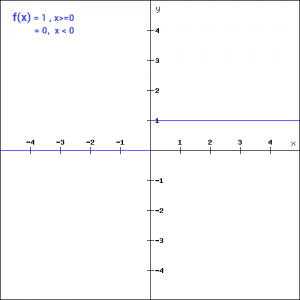 f(x) = 1 , x>=0
= 0, x < 0
y
4
3
2
1
-4 -3 -2 -1 1 2 3 4 x
-1
-2
-3
-4